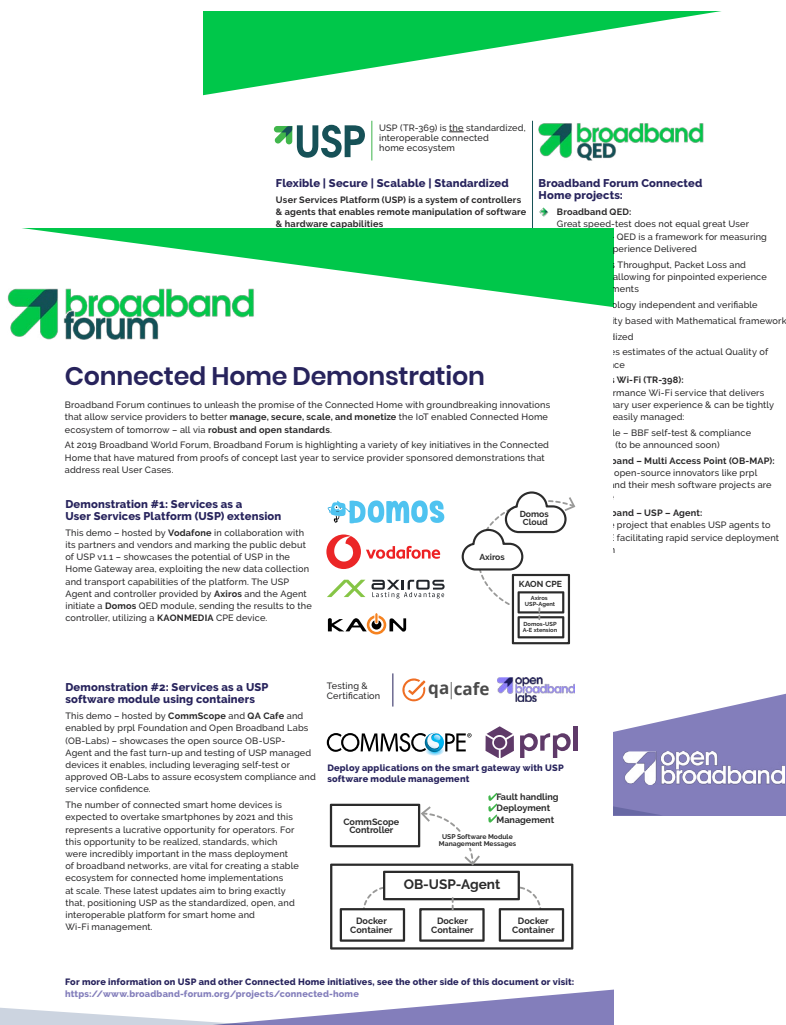 USP
USP (TR-369) is the standardized,
interoperable connected
home ecosystem
Flexible | Secure | Scalable | Standardized
User Services Platform (USP) is a system of controllers
& agents that enables remote manipulation of software
& hardware capabilities
broadband
QED
Broadband Forum Connected
Home projects:
Broadband QED:
Great speed-test does not equal great User
QED is a framework for measuring
perience Delivered
Throughput, Packet Loss and
allowing for pinpointed experience
ments
ology independent and verifiable
ity based with Mathematical framework
dized
es estimates of the actual Quality of
nce
s Wi-Fi (TR-398):
rmance Wi-Fi service that delivers
nary user experience & can be tightly
easily managed:
le – BBF self-test & compliance
(to be announced soon)
band – Multi Access Point (OB-MAP):
open-source innovators like prpl
and their mesh software projects are
band – USP – Agent:
e project that enables USP agents to
facilitating rapid service deployment
n
open
broadband
broadband
forum
Connected Home Demonstration
Broadband Forum continues to unleash the promise of the Connected Home with groundbreaking innovations
that allow service providers to better manage, secure, scale, and monetize the IoT enabled Connected Home
ecosystem of tomorrow – all via robust and open standards.
At 2019 Broadband World Forum, Broadband Forum is highlighting a variety of key initiatives in the Connected
Home that have matured from proofs of concept last year to service provider sponsored demonstrations that
address real User Cases.
Demonstration #1: Services as a
User Services Platform (USP) extension
This demo – hosted by Vodafone in collaboration with
its partners and vendors and marking the public debut
of USP v1.1 – showcases the potential of USP in the
Home Gateway area, exploiting the new data collection
and transport capabilities of the platform. The USP
Agent and controller provided by Axiros and the Agent
initiate a Domos QED module, sending the results to the
controller, utilizing a KAONMEDIA CPE device.
DOMOS
vodafone
axiros
Lasting Advantage
KAON
Domos
Cloud
Axiros
KAON CPE
Axiros
USP-Agent
Domos-USP
A-E xtension
Demonstration #2: Services as a USP
software module using containers
This demo – hosted by CommScope and QA Cafe and
enabled by prpl Foundation and Open Broadband Labs
(OB-Labs) – showcases the open source OB-USP-
Agent and the fast turn-up and testing of USP managed
devices it enables, including leveraging self-test or
approved OB-Labs to assure ecosystem compliance and
service confidence.
The number of connected smart home devices is
expected to overtake smartphones by 2021 and this
represents a lucrative opportunity for operators. For
this opportunity to be realized, standards, which
were incredibly important in the mass deployment
of broadband networks, are vital for creating a stable
ecosystem for connected home implementations
at scale. These latest updates aim to bring exactly
that, positioning USP as the standardized, open, and
interoperable platform for smart home and
Wi-Fi management.
Testing &
Certification
qa|cafe
open
broadband
labs
COMMSCOPE®
prpl
Deploy applications on the smart gateway with USP
software module management
Fault handling
Deployment
Management
CommScope
Controller
USP Software Module
Management Messages
OB-USP-Agent
Docker
Container
Docker
Container
Docker
Container
For more information on USP and other Connected Home initiatives, see the other side of this document or visit:
https://www.broadband-forum.org/projects/connected-home